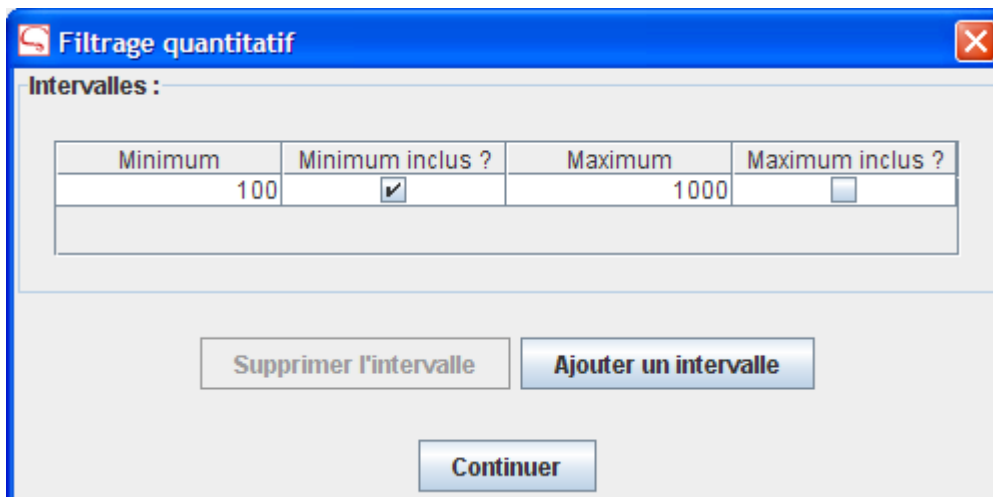 Filtrage quantitatif
Intervalles :
Minimum Minimum inclus ? Maximum Maximum inclus ?
100 1000
Supprimer l'intervalle Ajouter un intervalle
Continuer